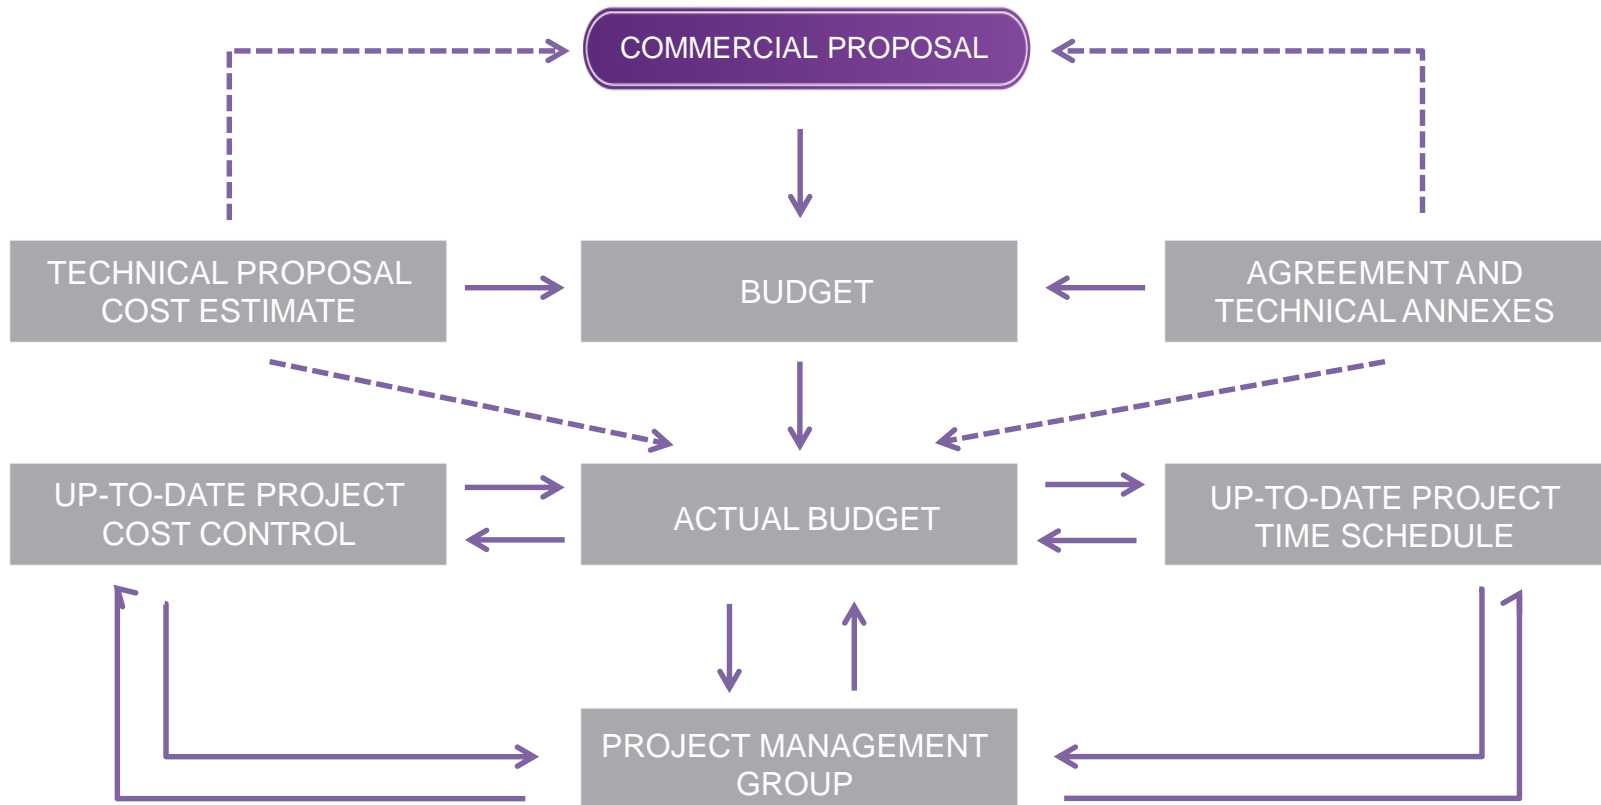 COMMERCIAL PROPOSAL
TECHNICAL PROPOSAL
COST ESTIMATE
BUDGET
AGREEMENT AND
TECHNICAL ANNEXES
UP-TO-DATE PROJECT
COST CONTROL
ACTUAL BUDGET
UP-TO-DATE PROJECT
TIME SCHEDULE
PROJECT MANAGEMENT
GROUP